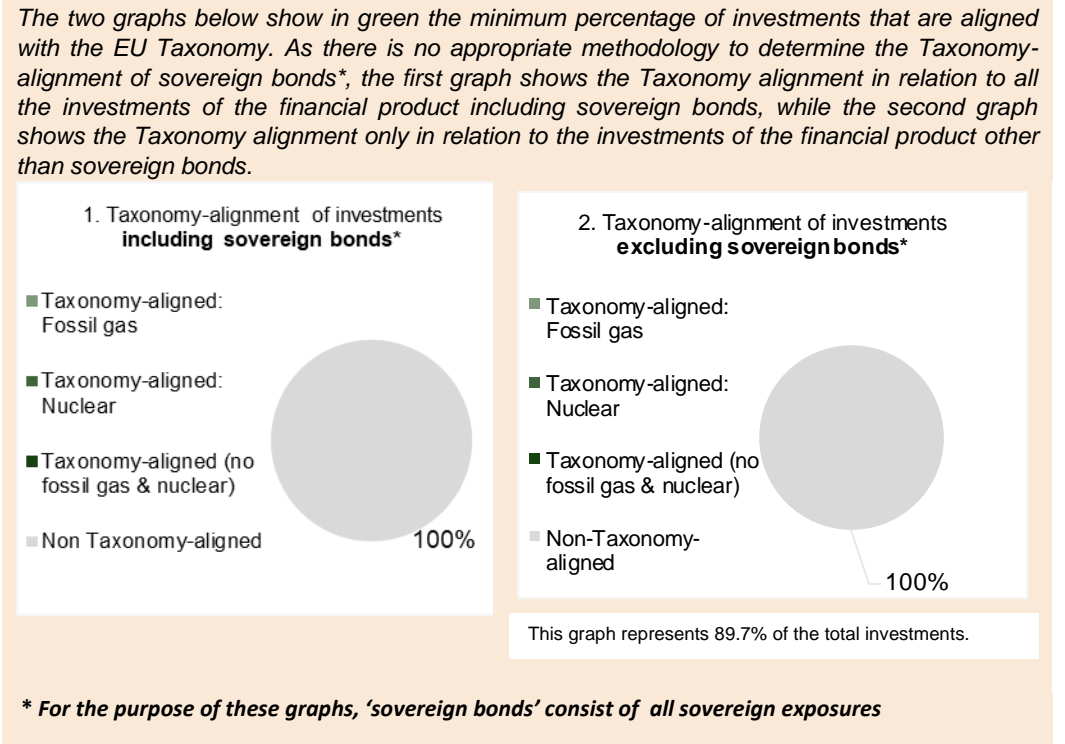 The two graphs below show in green the minimum percentage of investments that are aligned
with the EU Taxonomy. As there is no appropriate methodology to determine the Taxonomy-
alignment of sovereign bonds*, the first graph shows the Taxonomy alignment in relation to all
the investments of the financial product including sovereign bonds, while the second graph
shows the Taxonomy alignment only in relation to the investments of the financial product other
than sovereign bonds.
1. Taxonomy-alignment of investments
including sovereign bonds*
Taxonomy-aligned:
Fossil gas
Taxonomy-aligned:
Nuclear
Taxonomy-aligned (no
fossil gas & nuclear)
Non Taxonomy-aligned
100%
2. Taxonomy-alignment of investments
excluding sovereign bonds*
Taxonomy-aligned:
Fossil gas
Taxonomy-aligned:
Nuclear
Taxonomy-aligned (no
fossil gas & nuclear)
Non-Taxonomy-
aligned
100%
This graph represents 89.7% of the total investments.
* For the purpose of these graphs, ‘sovereign bonds’ consist of all sovereign exposures